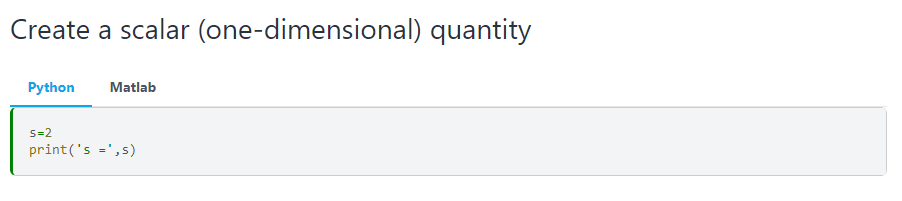 Create a scalar (one-dimensional) quantity
Python Matlab
s=2
print('s =',s)